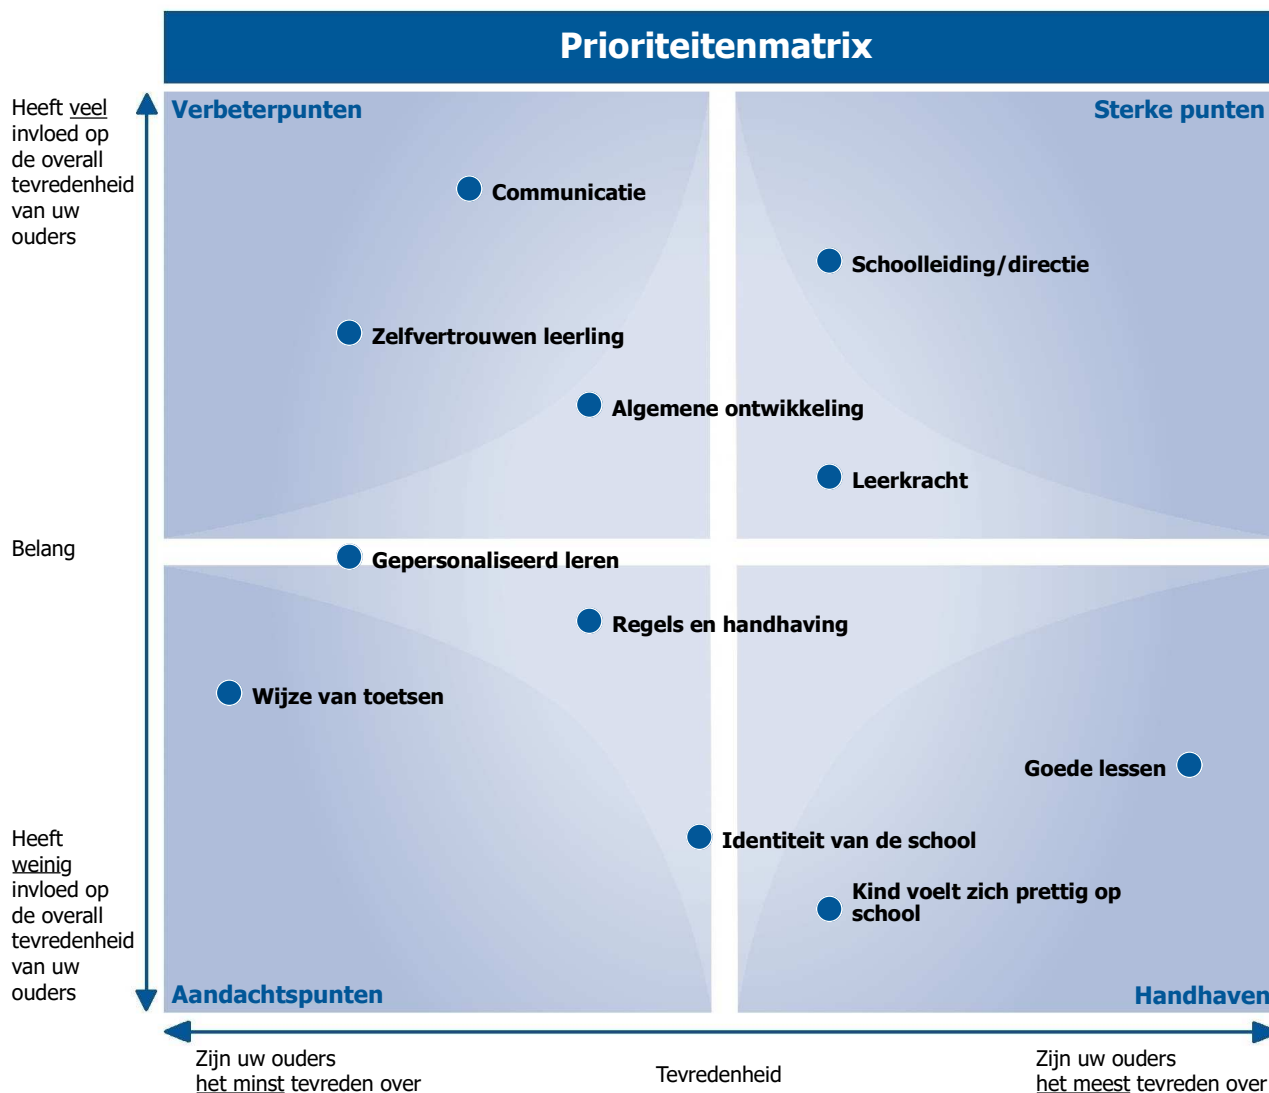 Prioriteitenmatrix
Heeft veel
invloed op
de overall
tevredenheid
van uw
ouders
Verbeterpunten
Sterke punten
Communicatie
Schoolleiding/directie
Zelfvertrouwen leerling
Algemene ontwikkeling
Leerkracht
Belang
Gepersonaliseerd leren
Regels en handhaving
Wijze van toetsen
Goede lessen
Identiteit van de school
Kind voelt zich prettig op
school
Heeft
weinig
invloed op
de overall
tevredenheid
van uw
ouders
Aandachtspunten
Handhaven
Zijn uw ouders
het minst tevreden over
Tevredenheid
Zijn uw ouders
het meest tevreden over